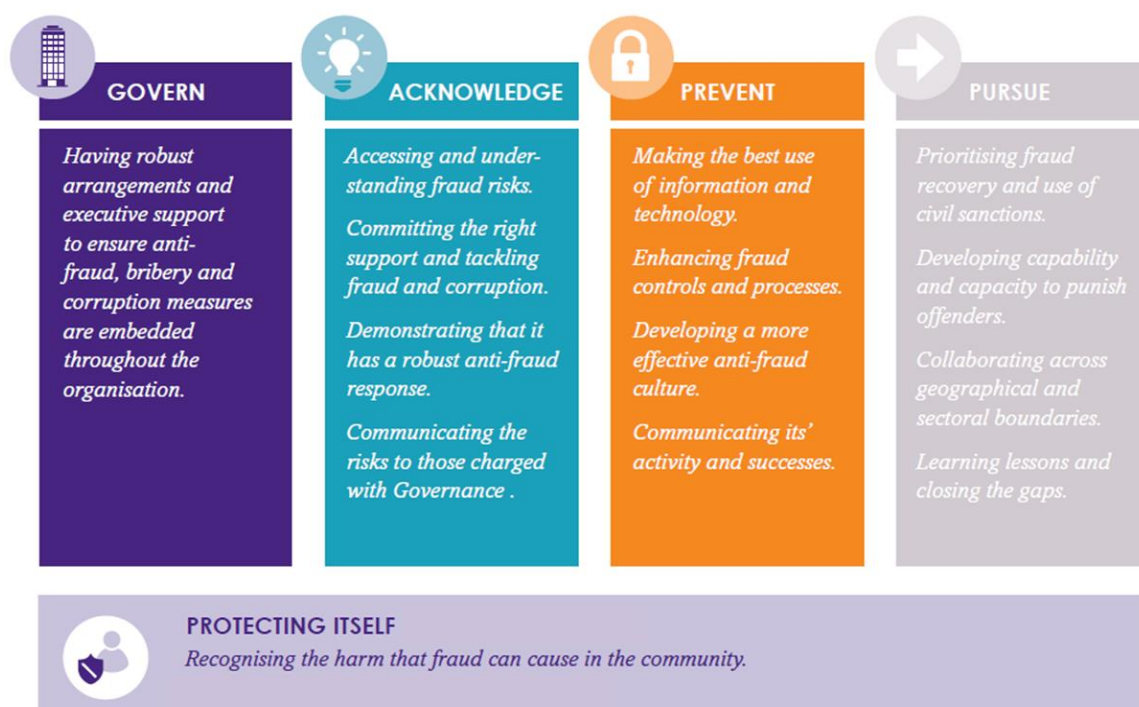 GOVERN
Having robust
arrangements and
executive support
to ensure anti-
fraud, bribery and
corruption measures
are embedded
throughout the
organisation.
ACKNOWLEDGE
Accessing and under-
standing fraud risks.
Committing the right
support and tackling
fraud and corruption.
Demonstrating that it
has a robust anti-fraud
response.
Communicating the
risks to those charged
with Governance .
PREVENT
Making the best use
of information and
technology.
Enhancing fraud
controls and processes.
Developing a more
effective anti-fraud
culture.
Communicating its’
activity and successes.
PURSUE
Prioritising fraud
recovery and use of
civil sanctions.
Developing capability
and capacity to punish
offenders.
Collaborating across
geographical and
sectoral boundaries.
Learning lessons and
closing the gaps.
PROTECTING ITSELF
Recognising the harm that fraud can cause in the community.